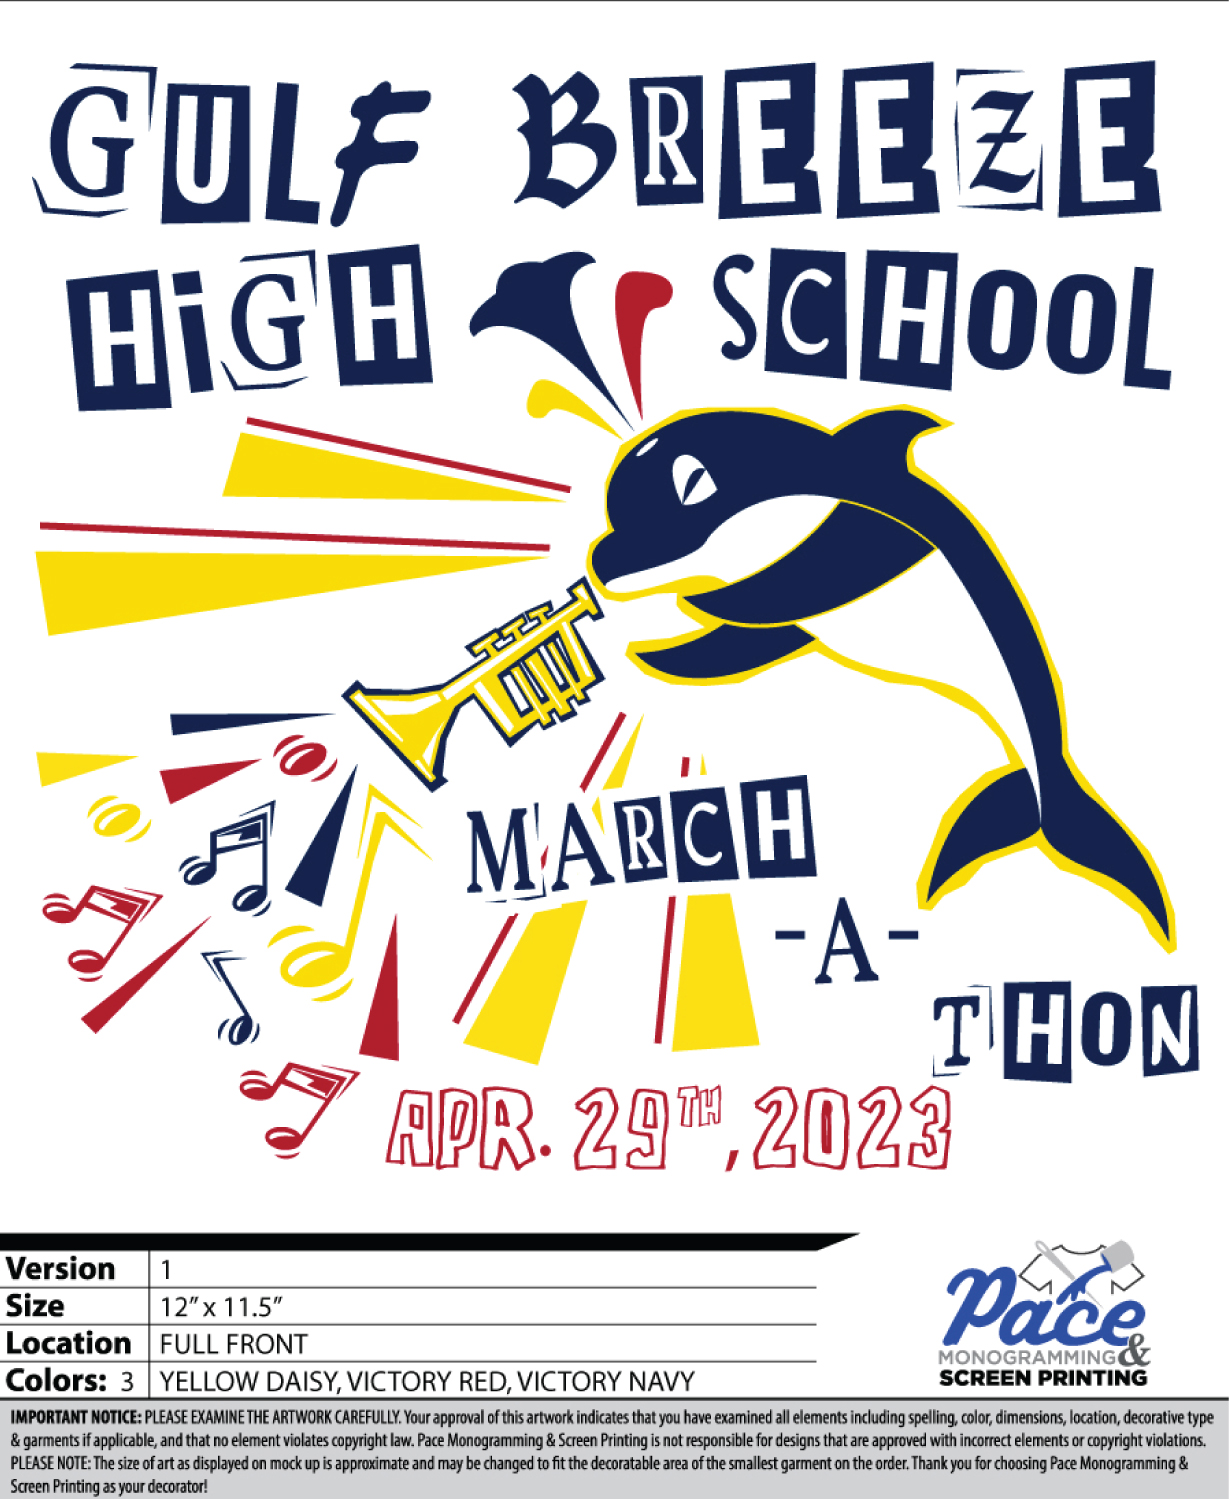 GULF BREEZE
HiGH SCHOOL
MARCH
-A-
THON
APR. 29TH, 2023
Version 1
Size 12” x 11.5”
Location FULL FRONT
Colors: 3 YELLOW DAISY, VICTORY RED, VICTORY NAVY
Pace
MONOGRAMMING &
SCREEN PRINTING
IMPORTANT NOTICE: PLEASE EXAMINE THE ARTWORK CAREFULLY. Your approval of this artwork indicates that you have examined all elements including spelling, color, dimensions, location, decorative type
& garments if applicable, and that no element violates copyright law. Pace Monogramming & Screen Printing is not responsible for designs that are approved with incorrect elements or copyright violations.
PLEASE NOTE: The size of art as displayed on mock up is approximate and may be changed to fit the decoratable area of the smallest garment on the order. Thank you for choosing Pace Monogramming &
Screen Printing as your decorator!